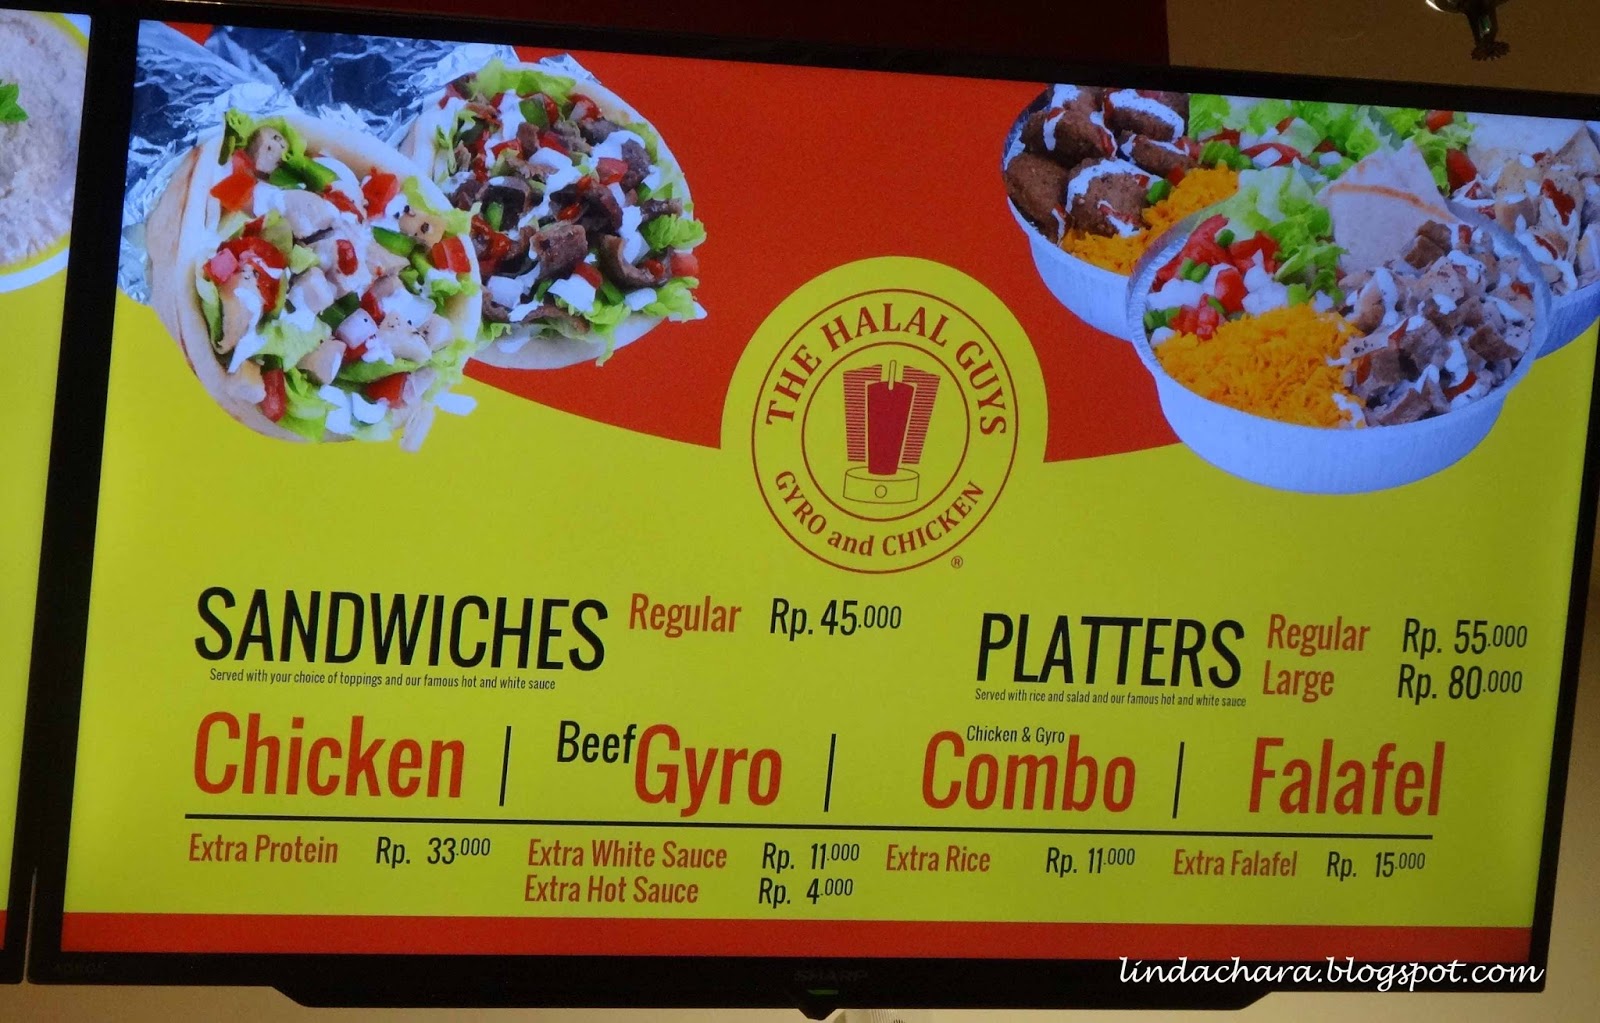 THE HALAL GUYS
GYRO and CHICKEN
®
SANDWICHES Regular Rp. 45.000
Served with your choice of toppings and our famous hot and white sauce
PLATTERS Regular Rp. 55.000
Large Rp. 80.000
Served with rice and salad and our famous hot and white sauce
Chicken | Beef Gyro | Chicken & Gyro Combo | Falafel
Extra Protein Rp. 33.000
Extra White Sauce Rp. 11.000
Extra Hot Sauce Rp. 4.000
Extra Rice Rp. 11.000
Extra Falafel Rp. 15.000
AQUOS
SHARP
lindachara.blogspot.com